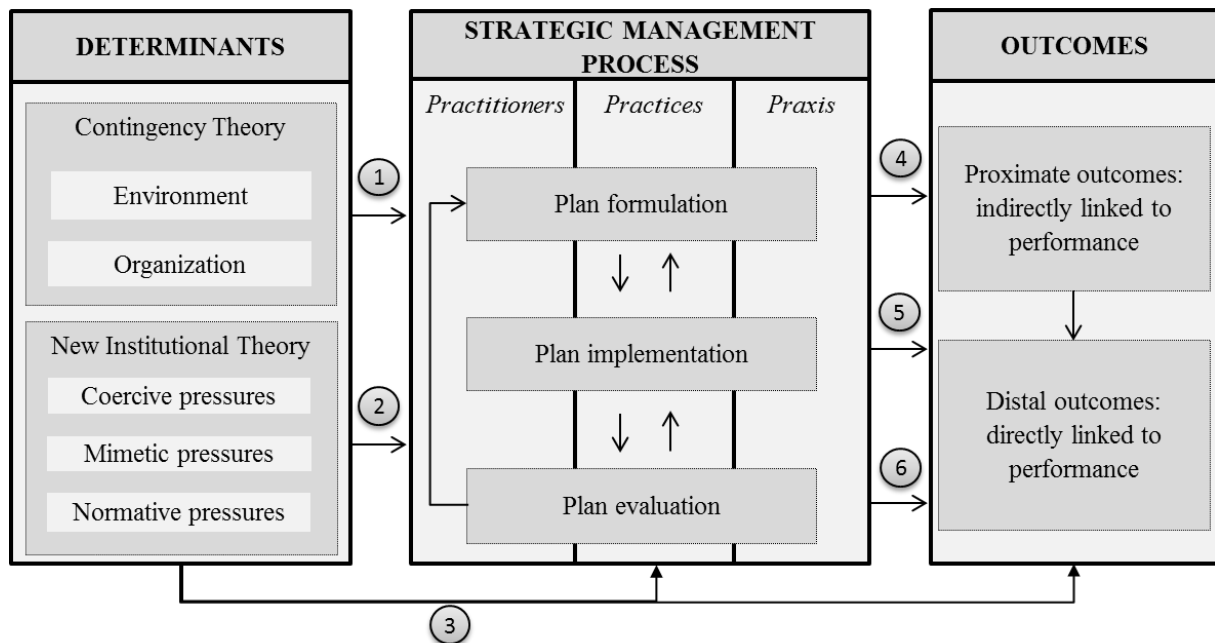 DETERMINANTS
Contingency Theory
Environment
Organization
New Institutional Theory
Coercive pressures
Mimetic pressures
Normative pressures
1
2
3
STRATEGIC MANAGEMENT
PROCESS
Practitioners
Practices
Praxis
Plan formulation
Plan implementation
Plan evaluation
4
5
6
OUTCOMES
Proximate outcomes:
indirectly linked to
performance
Distal outcomes:
directly linked to
performance